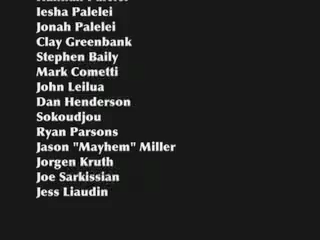 Iesha Palelei
Jonah Palelei
Clay Greenbank
Stephen Baily
Mark Cometti
John Leilua
Dan Henderson
Sokoudjou
Ryan Parsons
Jason "Mayhem" Miller
Jorgen Kruth
Joe Sarkissian
Jess Liaudin